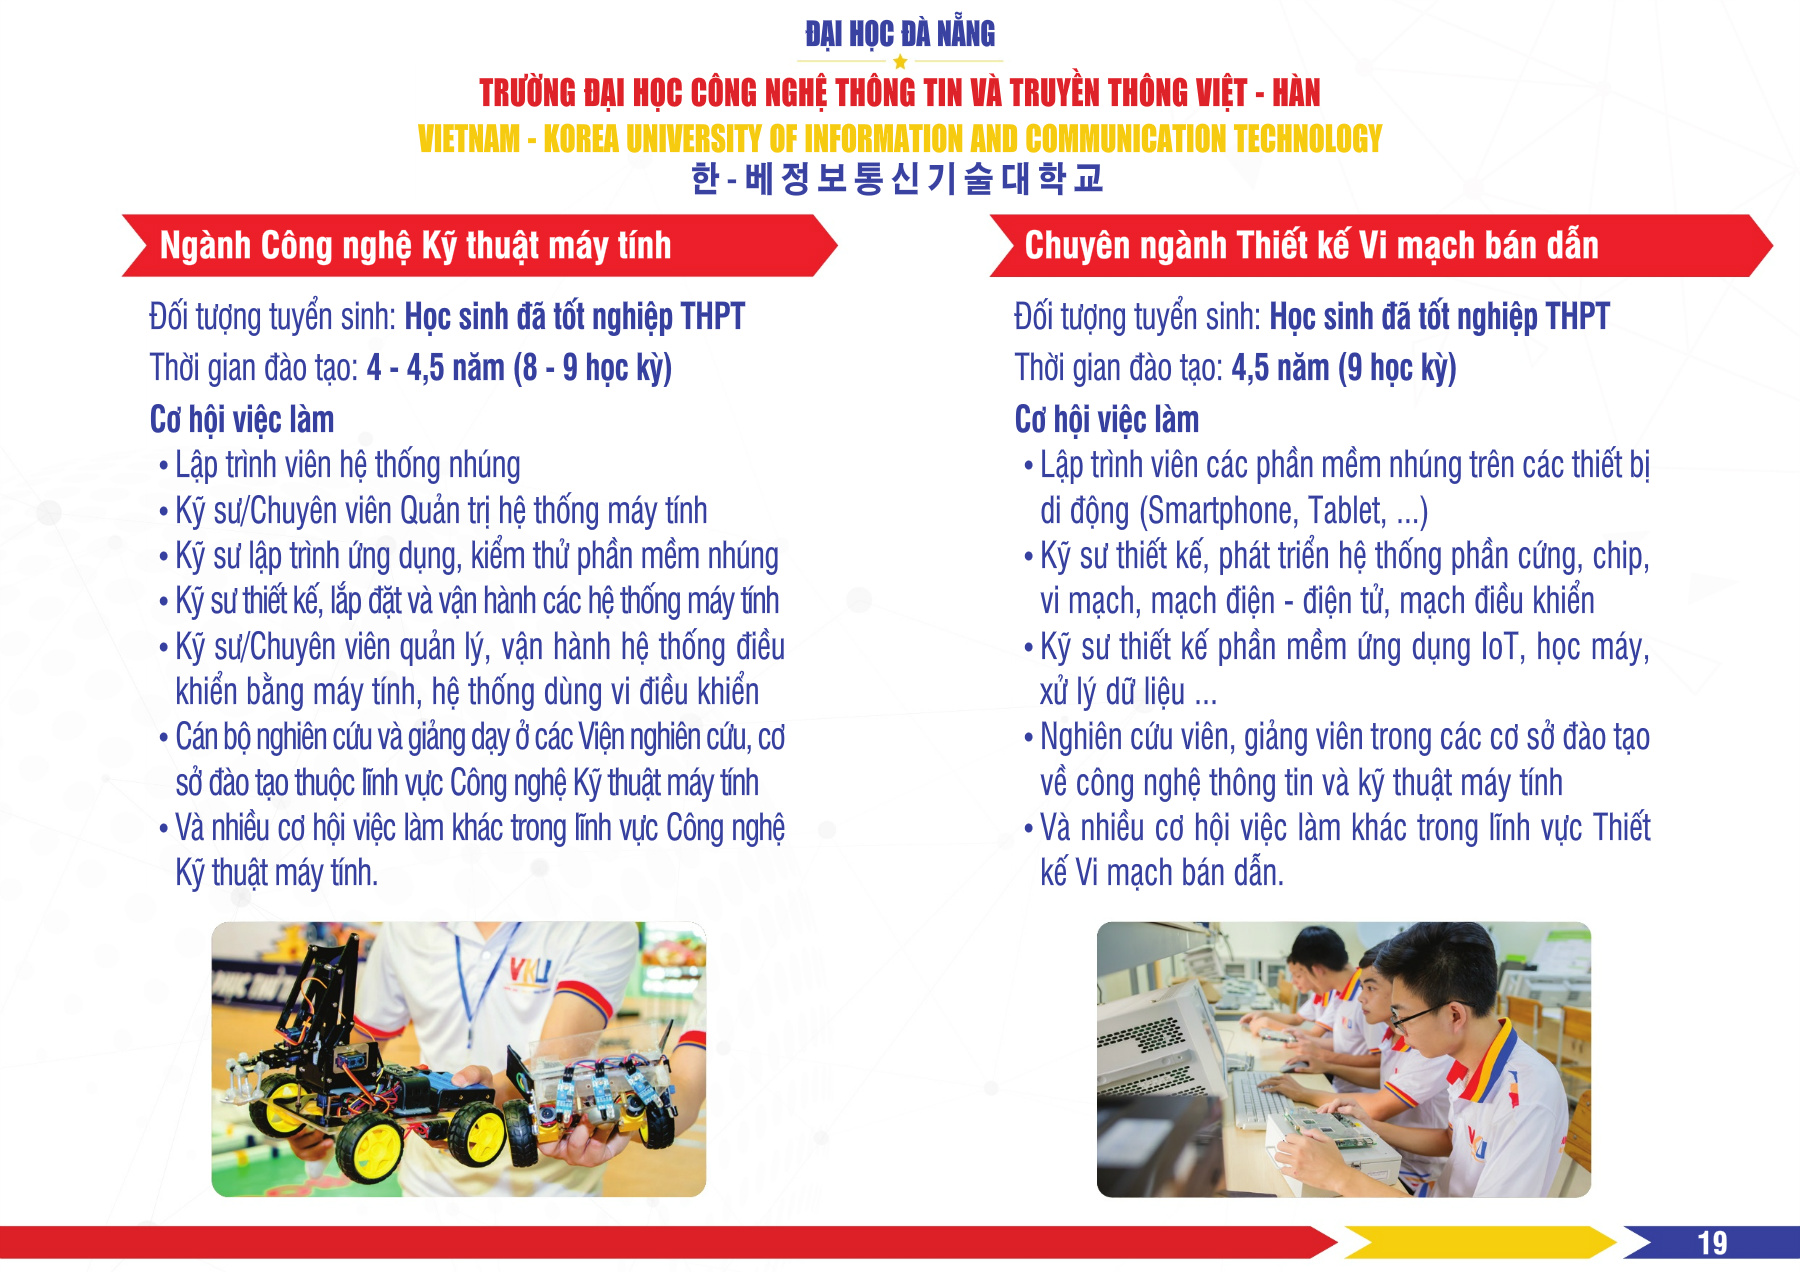 ĐẠI HỌC ĐÀ NẴNG
TRƯỜNG ĐẠI HỌC CÔNG NGHỆ THÔNG TIN VÀ TRUYỀN THÔNG VIỆT - HÀN
VIETNAM - KOREA UNIVERSITY OF INFORMATION AND COMMUNICATION TECHNOLOGY
한-베정보통신기술대학교
Ngành Công nghệ Kỹ thuật máy tính
Đối tượng tuyển sinh: Học sinh đã tốt nghiệp THPT
Thời gian đào tạo: 4 - 4,5 năm (8 - 9 học kỳ)
Cơ hội việc làm
• Lập trình viên hệ thống nhúng
• Kỹ sư/Chuyên viên Quản trị hệ thống máy tính
• Kỹ sư lập trình ứng dụng, kiểm thử phần mềm nhúng
• Kỹ sư thiết kế, lắp đặt và vận hành các hệ thống máy tính
• Kỹ sư/Chuyên viên quản lý, vận hành hệ thống điều
khiển bằng máy tính, hệ thống dùng vi điều khiển
• Cán bộ nghiên cứu và giảng dạy ở các Viện nghiên cứu, cơ
sở đào tạo thuộc lĩnh vực Công nghệ Kỹ thuật máy tính
• Và nhiều cơ hội việc làm khác trong lĩnh vực Công nghệ
Kỹ thuật máy tính.
VKU
Chuyên ngành Thiết kế Vi mạch bán dẫn
Đối tượng tuyển sinh: Học sinh đã tốt nghiệp THPT
Thời gian đào tạo: 4,5 năm (9 học kỳ)
Cơ hội việc làm
• Lập trình viên các phần mềm nhúng trên các thiết bị
di động (Smartphone, Tablet, ...)
• Kỹ sư thiết kế, phát triển hệ thống phần cứng, chip,
vi mạch, mạch điện - điện tử, mạch điều khiển
• Kỹ sư thiết kế phần mềm ứng dụng IoT, học máy,
xử lý dữ liệu ...
• Nghiên cứu viên, giảng viên trong các cơ sở đào tạo
về công nghệ thông tin và kỹ thuật máy tính
• Và nhiều cơ hội việc làm khác trong lĩnh vực Thiết
kế Vi mạch bán dẫn.
VKU
19